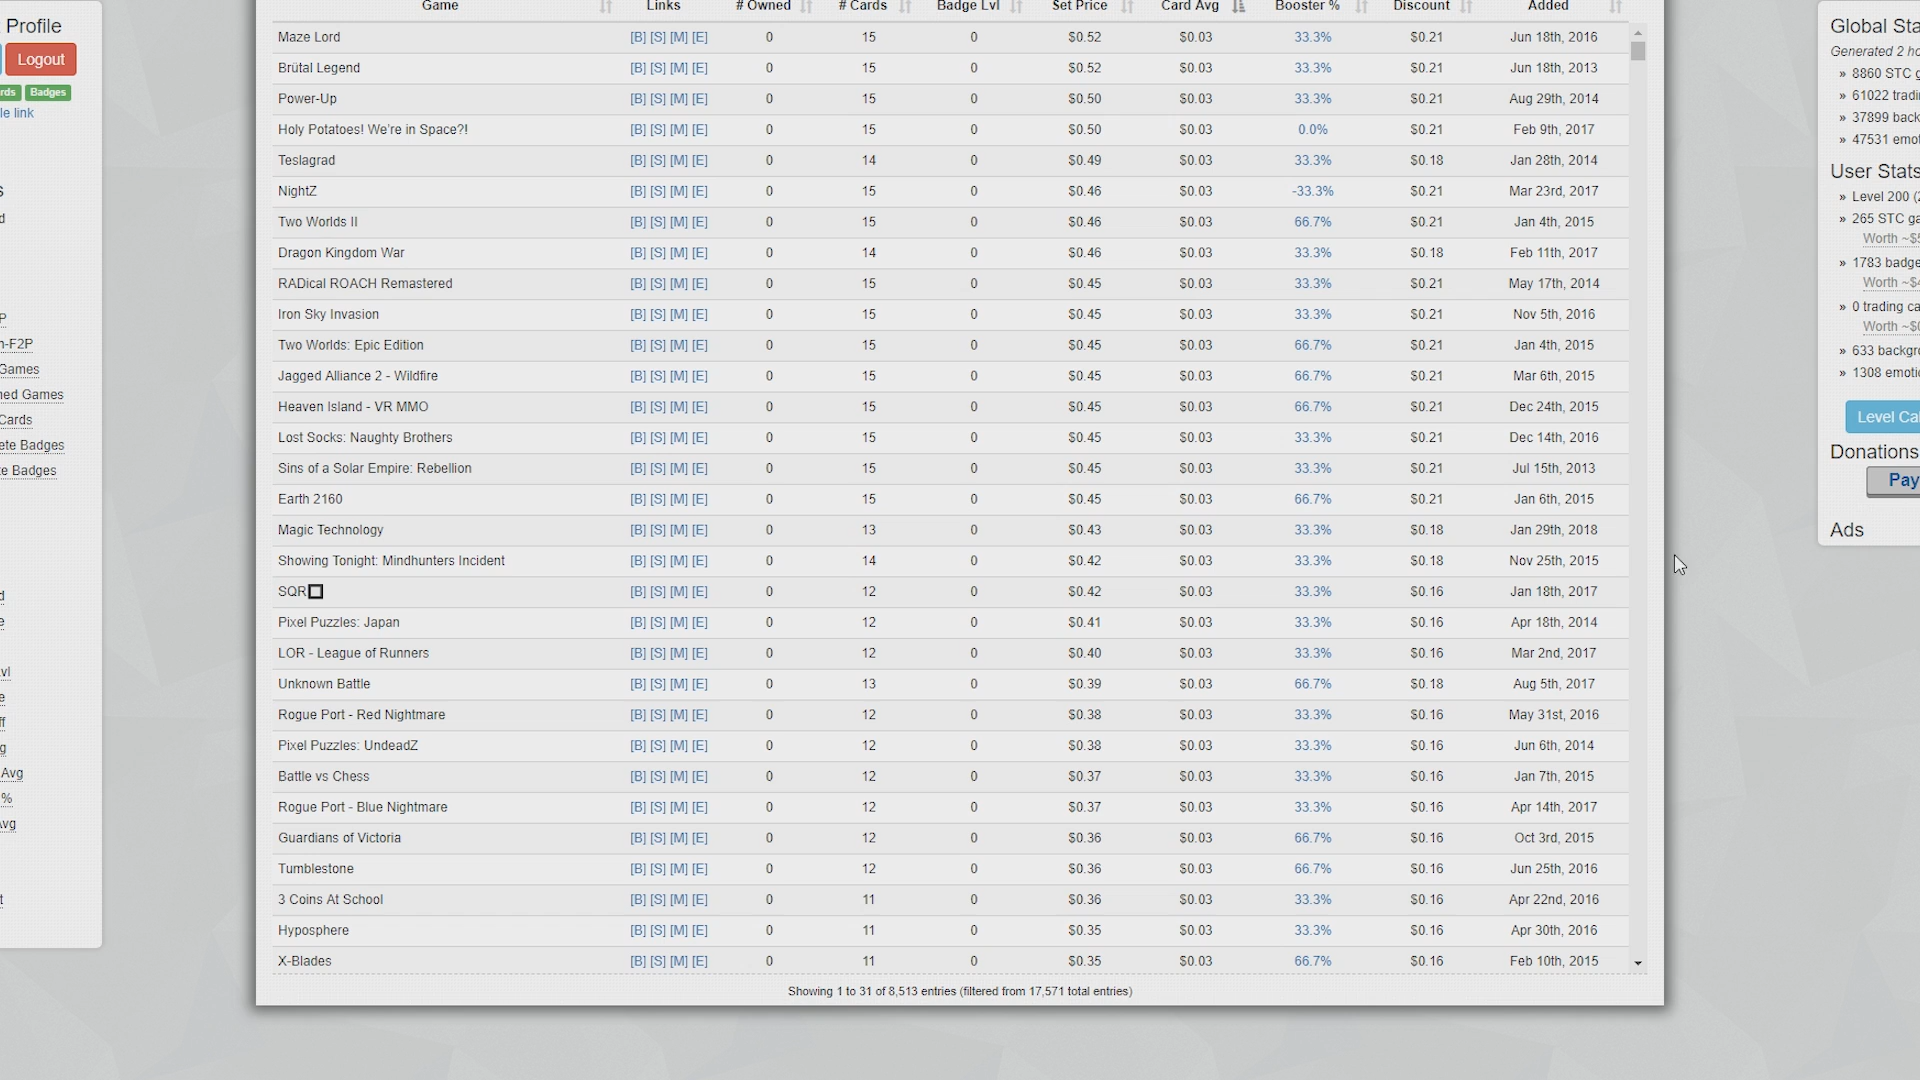 Profile
Logout
rds Badges
le link
s
d
P
n-F2P
Games
ned Games
Cards
ete Badges
te Badges
d
e
vl
e
ff
g
Avg
%
Avg
t
Game Links # Owned # Cards Badge Lvl Set Price Card Avg Booster % Discount Added
Maze Lord [B] [S] [M] [E] 0 15 0 $0.52 $0.03 33.3% $0.21 Jun 18th, 2016
Brütal Legend [B] [S] [M] [E] 0 15 0 $0.52 $0.03 33.3% $0.21 Jun 18th, 2013
Power-Up [B] [S] [M] [E] 0 15 0 $0.50 $0.03 33.3% $0.21 Aug 29th, 2014
Holy Potatoes! We're in Space?! [B] [S] [M] [E] 0 15 0 $0.50 $0.03 0.0% $0.21 Feb 9th, 2017
Teslagrad [B] [S] [M] [E] 0 14 0 $0.49 $0.03 33.3% $0.18 Jan 28th, 2014
NightZ [B] [S] [M] [E] 0 15 0 $0.46 $0.03 -33.3% $0.21 Mar 23rd, 2017
Two Worlds II [B] [S] [M] [E] 0 15 0 $0.46 $0.03 66.7% $0.21 Jan 4th, 2015
Dragon Kingdom War [B] [S] [M] [E] 0 14 0 $0.46 $0.03 33.3% $0.18 Feb 11th, 2017
RADical ROACH Remastered [B] [S] [M] [E] 0 15 0 $0.45 $0.03 33.3% $0.21 May 17th, 2014
Iron Sky Invasion [B] [S] [M] [E] 0 15 0 $0.45 $0.03 33.3% $0.21 Nov 5th, 2016
Two Worlds: Epic Edition [B] [S] [M] [E] 0 15 0 $0.45 $0.03 66.7% $0.21 Jan 4th, 2015
Jagged Alliance 2 - Wildfire [B] [S] [M] [E] 0 15 0 $0.45 $0.03 66.7% $0.21 Mar 6th, 2015
Heaven Island - VR MMO [B] [S] [M] [E] 0 15 0 $0.45 $0.03 66.7% $0.21 Dec 24th, 2015
Lost Socks: Naughty Brothers [B] [S] [M] [E] 0 15 0 $0.45 $0.03 33.3% $0.21 Dec 14th, 2016
Sins of a Solar Empire: Rebellion [B] [S] [M] [E] 0 15 0 $0.45 $0.03 33.3% $0.21 Jul 15th, 2013
Earth 2160 [B] [S] [M] [E] 0 15 0 $0.45 $0.03 66.7% $0.21 Jan 6th, 2015
Magic Technology [B] [S] [M] [E] 0 13 0 $0.43 $0.03 33.3% $0.18 Jan 29th, 2018
Showing Tonight: Mindhunters Incident [B] [S] [M] [E] 0 14 0 $0.42 $0.03 33.3% $0.18 Nov 25th, 2015
SQR□ [B] [S] [M] [E] 0 12 0 $0.42 $0.03 33.3% $0.16 Jan 18th, 2017
Pixel Puzzles: Japan [B] [S] [M] [E] 0 12 0 $0.41 $0.03 33.3% $0.16 Apr 18th, 2014
LOR - League of Runners [B] [S] [M] [E] 0 12 0 $0.40 $0.03 33.3% $0.16 Mar 2nd, 2017
Unknown Battle [B] [S] [M] [E] 0 13 0 $0.39 $0.03 66.7% $0.18 Aug 5th, 2017
Rogue Port - Red Nightmare [B] [S] [M] [E] 0 12 0 $0.38 $0.03 33.3% $0.16 May 31st, 2016
Pixel Puzzles: UndeadZ [B] [S] [M] [E] 0 12 0 $0.38 $0.03 33.3% $0.16 Jun 6th, 2014
Battle vs Chess [B] [S] [M] [E] 0 12 0 $0.37 $0.03 33.3% $0.16 Jan 7th, 2015
Rogue Port - Blue Nightmare [B] [S] [M] [E] 0 12 0 $0.37 $0.03 33.3% $0.16 Apr 14th, 2017
Guardians of Victoria [B] [S] [M] [E] 0 12 0 $0.36 $0.03 66.7% $0.16 Oct 3rd, 2015
Tumblestone [B] [S] [M] [E] 0 12 0 $0.36 $0.03 66.7% $0.16 Jun 25th, 2016
3 Coins At School [B] [S] [M] [E] 0 11 0 $0.36 $0.03 33.3% $0.16 Apr 22nd, 2016
Hyposphere [B] [S] [M] [E] 0 11 0 $0.35 $0.03 33.3% $0.16 Apr 30th, 2016
X-Blades [B] [S] [M] [E] 0 11 0 $0.35 $0.03 66.7% $0.16 Feb 10th, 2015
Showing 1 to 31 of 8,513 entries (filtered from 17,571 total entries)
Global Sta
Generated 2 ho
» 8860 STC g
» 61022 tradi
» 37899 back
» 47531 emot
User Stats
» Level 200 (2
» 265 STC ga
Worth ~$5
» 1783 badge
Worth ~$4
» 0 trading ca
Worth ~$0
» 633 backgro
» 1308 emotic
Level Cal
Donations
Pay
Ads